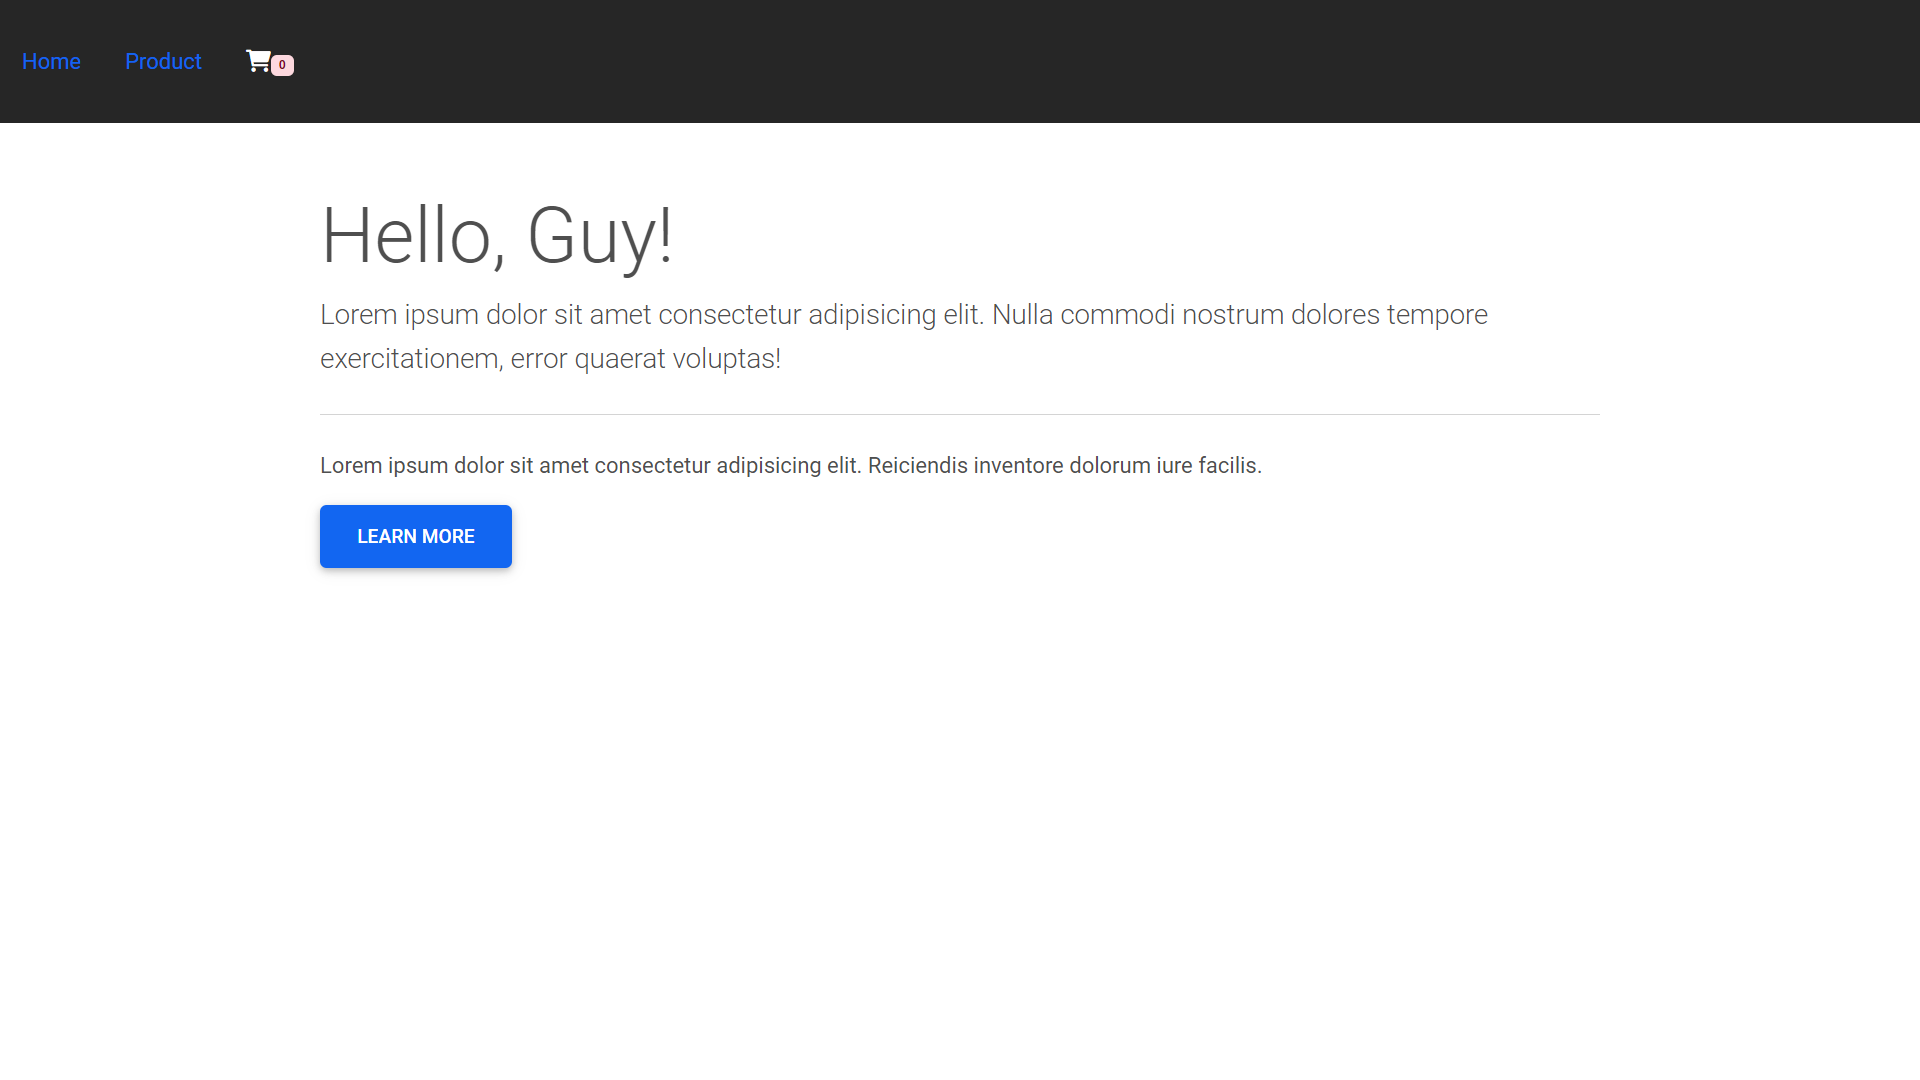 Home Product 0
Hello, Guy!
Lorem ipsum dolor sit amet consectetur adipisicing elit. Nulla commodi nostrum dolores tempore
exercitationem, error quaerat voluptas!
Lorem ipsum dolor sit amet consectetur adipisicing elit. Reiciendis inventore dolorum iure facilis.
LEARN MORE